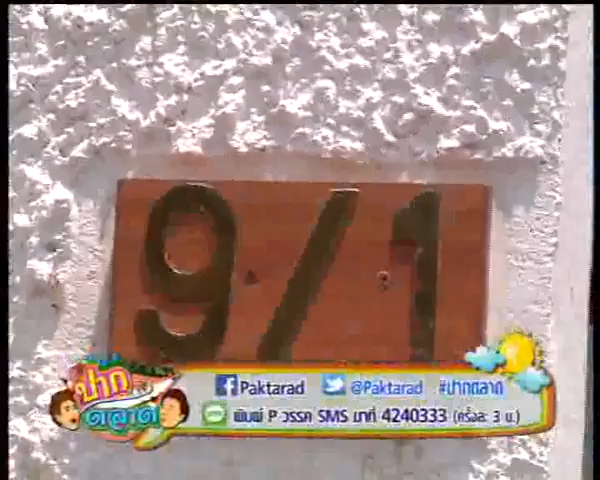 9/1
ปากตลาด
Paktarad @Paktarad #ปากตลาด
พิมพ์ P วรรค SMS มาที่ 4240333 (ครั้งละ 3 บ.)